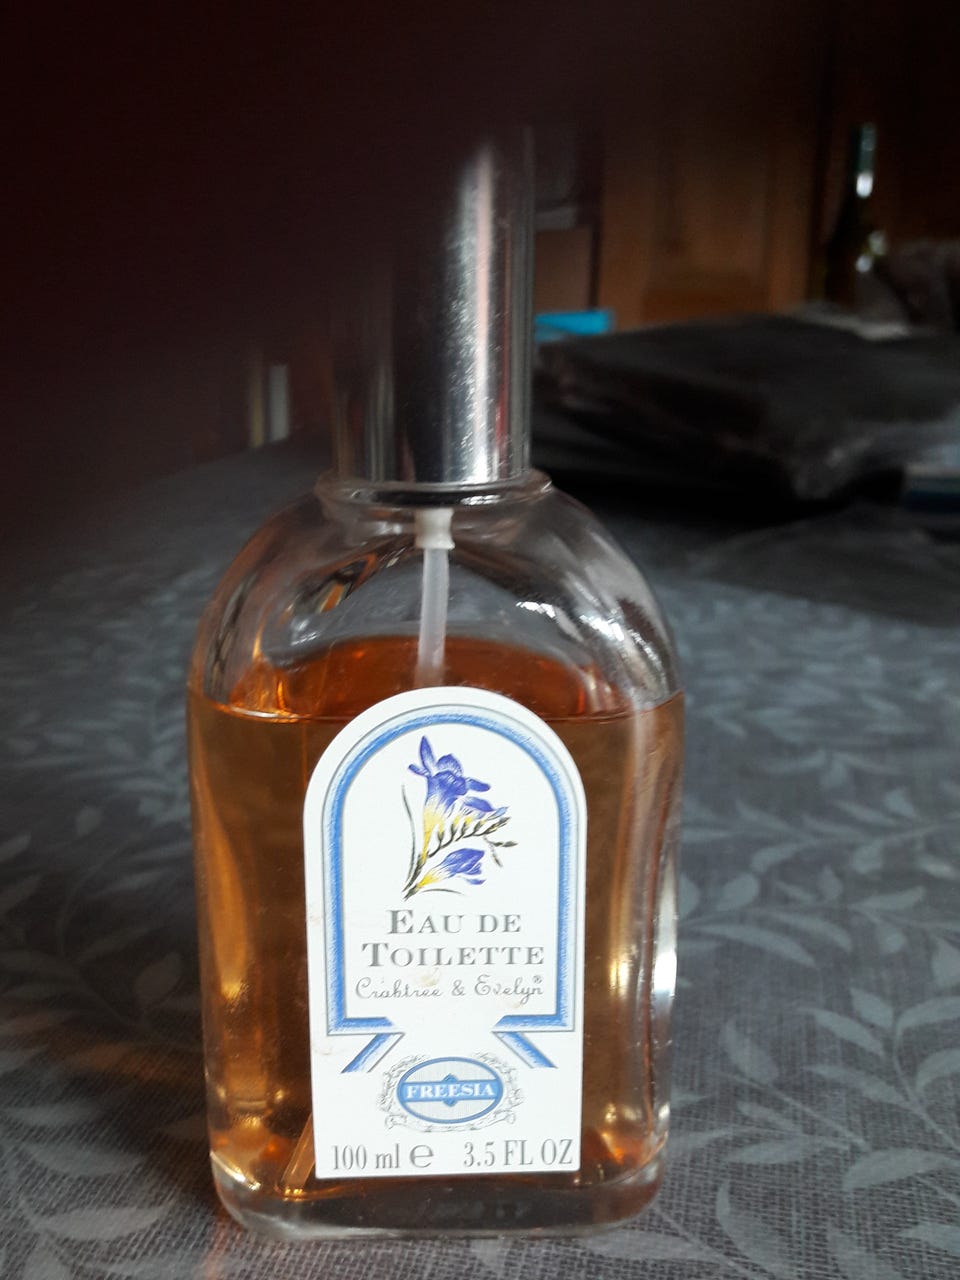 EAU DE
TOILETTE
Crabtree & Evelyn®
FREESIA
100 ml ℮ 3.5 FL OZ